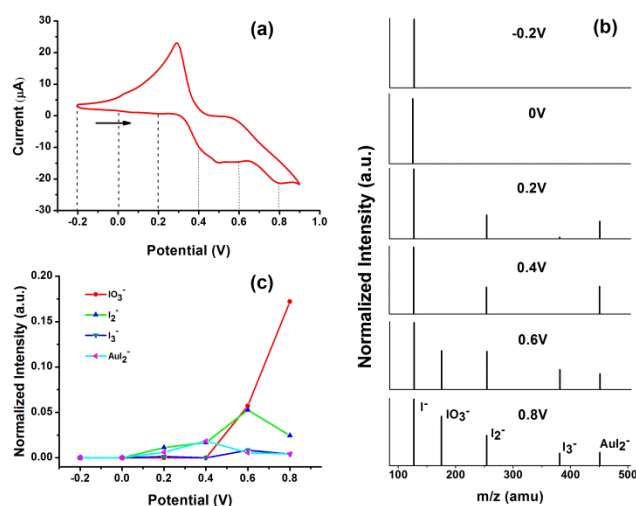 (a)
Current (μA)
30
20
10
0
-10
-20
-30
-0.2 0.0 0.2 0.4 0.6 0.8 1.0
Potential (V)
(b)
Normalized Intensity (a.u.)
-0.2V
0V
0.2V
0.4V
0.6V
0.8V
I⁻
IO₃⁻
I₂⁻
I₃⁻
AuI₂⁻
100 200 300 400 500
m/z (amu)
(c)
Normalized Intensity (a.u.)
0.20
0.15
0.10
0.05
0.00
IO₃⁻
I₂⁻
I₃⁻
AuI₂⁻
-0.2 0.0 0.2 0.4 0.6 0.8
Potential (V)